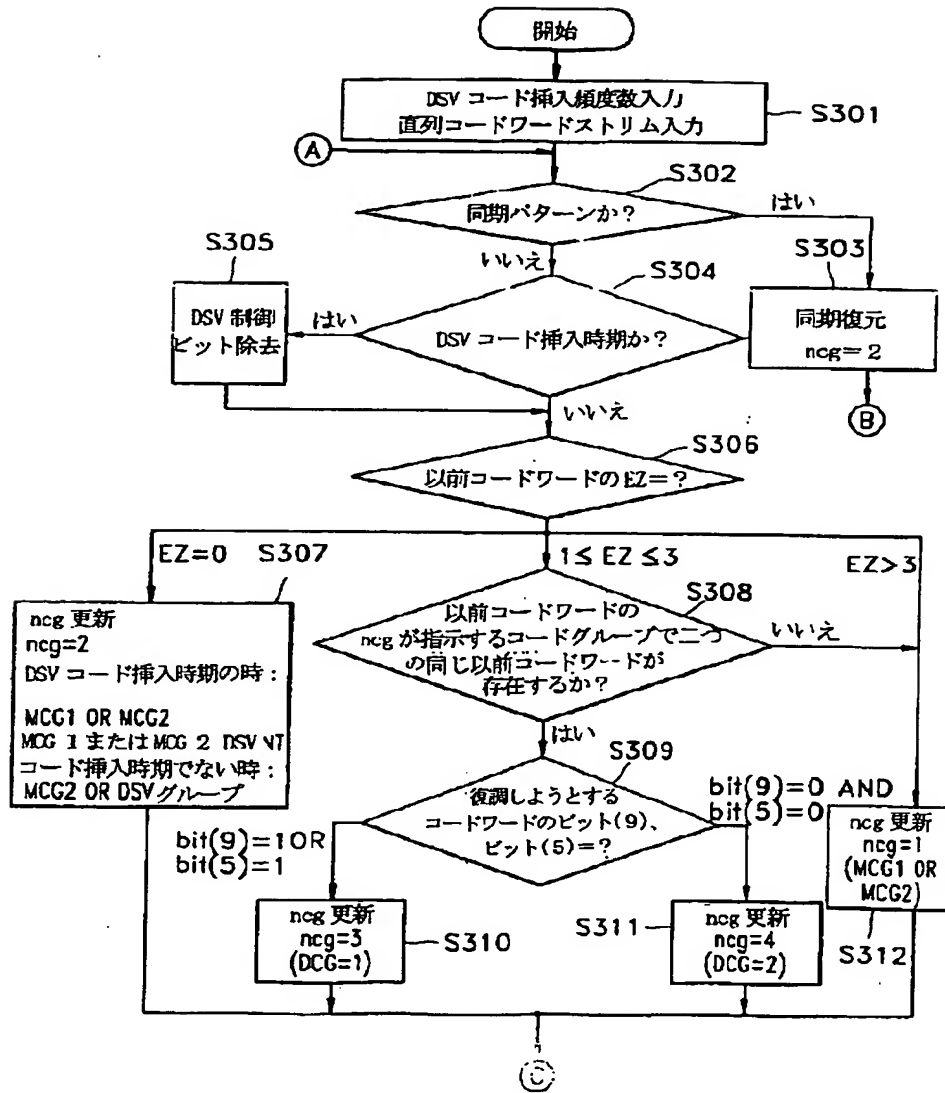 開始
DSV コード挿入頻度数入力
直列コードワードストリム入力
S301
A
S302
同期パターンか?
はい
いいえ
S303
同期復元
ncg=2
B
S304
DSV コード挿入時期か?
はい
S305
DSV 制御
ビット除去
いいえ
S306
以前コードワードの EZ=?
EZ=0
1≤ EZ ≤3
EZ>3
S307
ncg 更新
ncg=2
DSV コード挿入時期の時:
MCG1 OR MCG2
MCG 1 または MCG 2 DSV
コード挿入時期でない時:
MCG2 OR DSVグループ
S308
以前コードワードの
ncg が指示するコードグループで二つ
の同じ以前コードワードが
存在するか?
いいえ
はい
S309
復調しようとする
コードワードのビット(9)、
ビット(5)=?
bit(9)=1OR
bit(5)=1
bit(9)=0 AND
bit(5)=0
ncg 更新
ncg=3
(DCG=1)
S310
S311
ncg 更新
ncg=4
(DCG=2)
ncg 更新
ncg=1
(MCG1 OR
MCG2)
S312
C